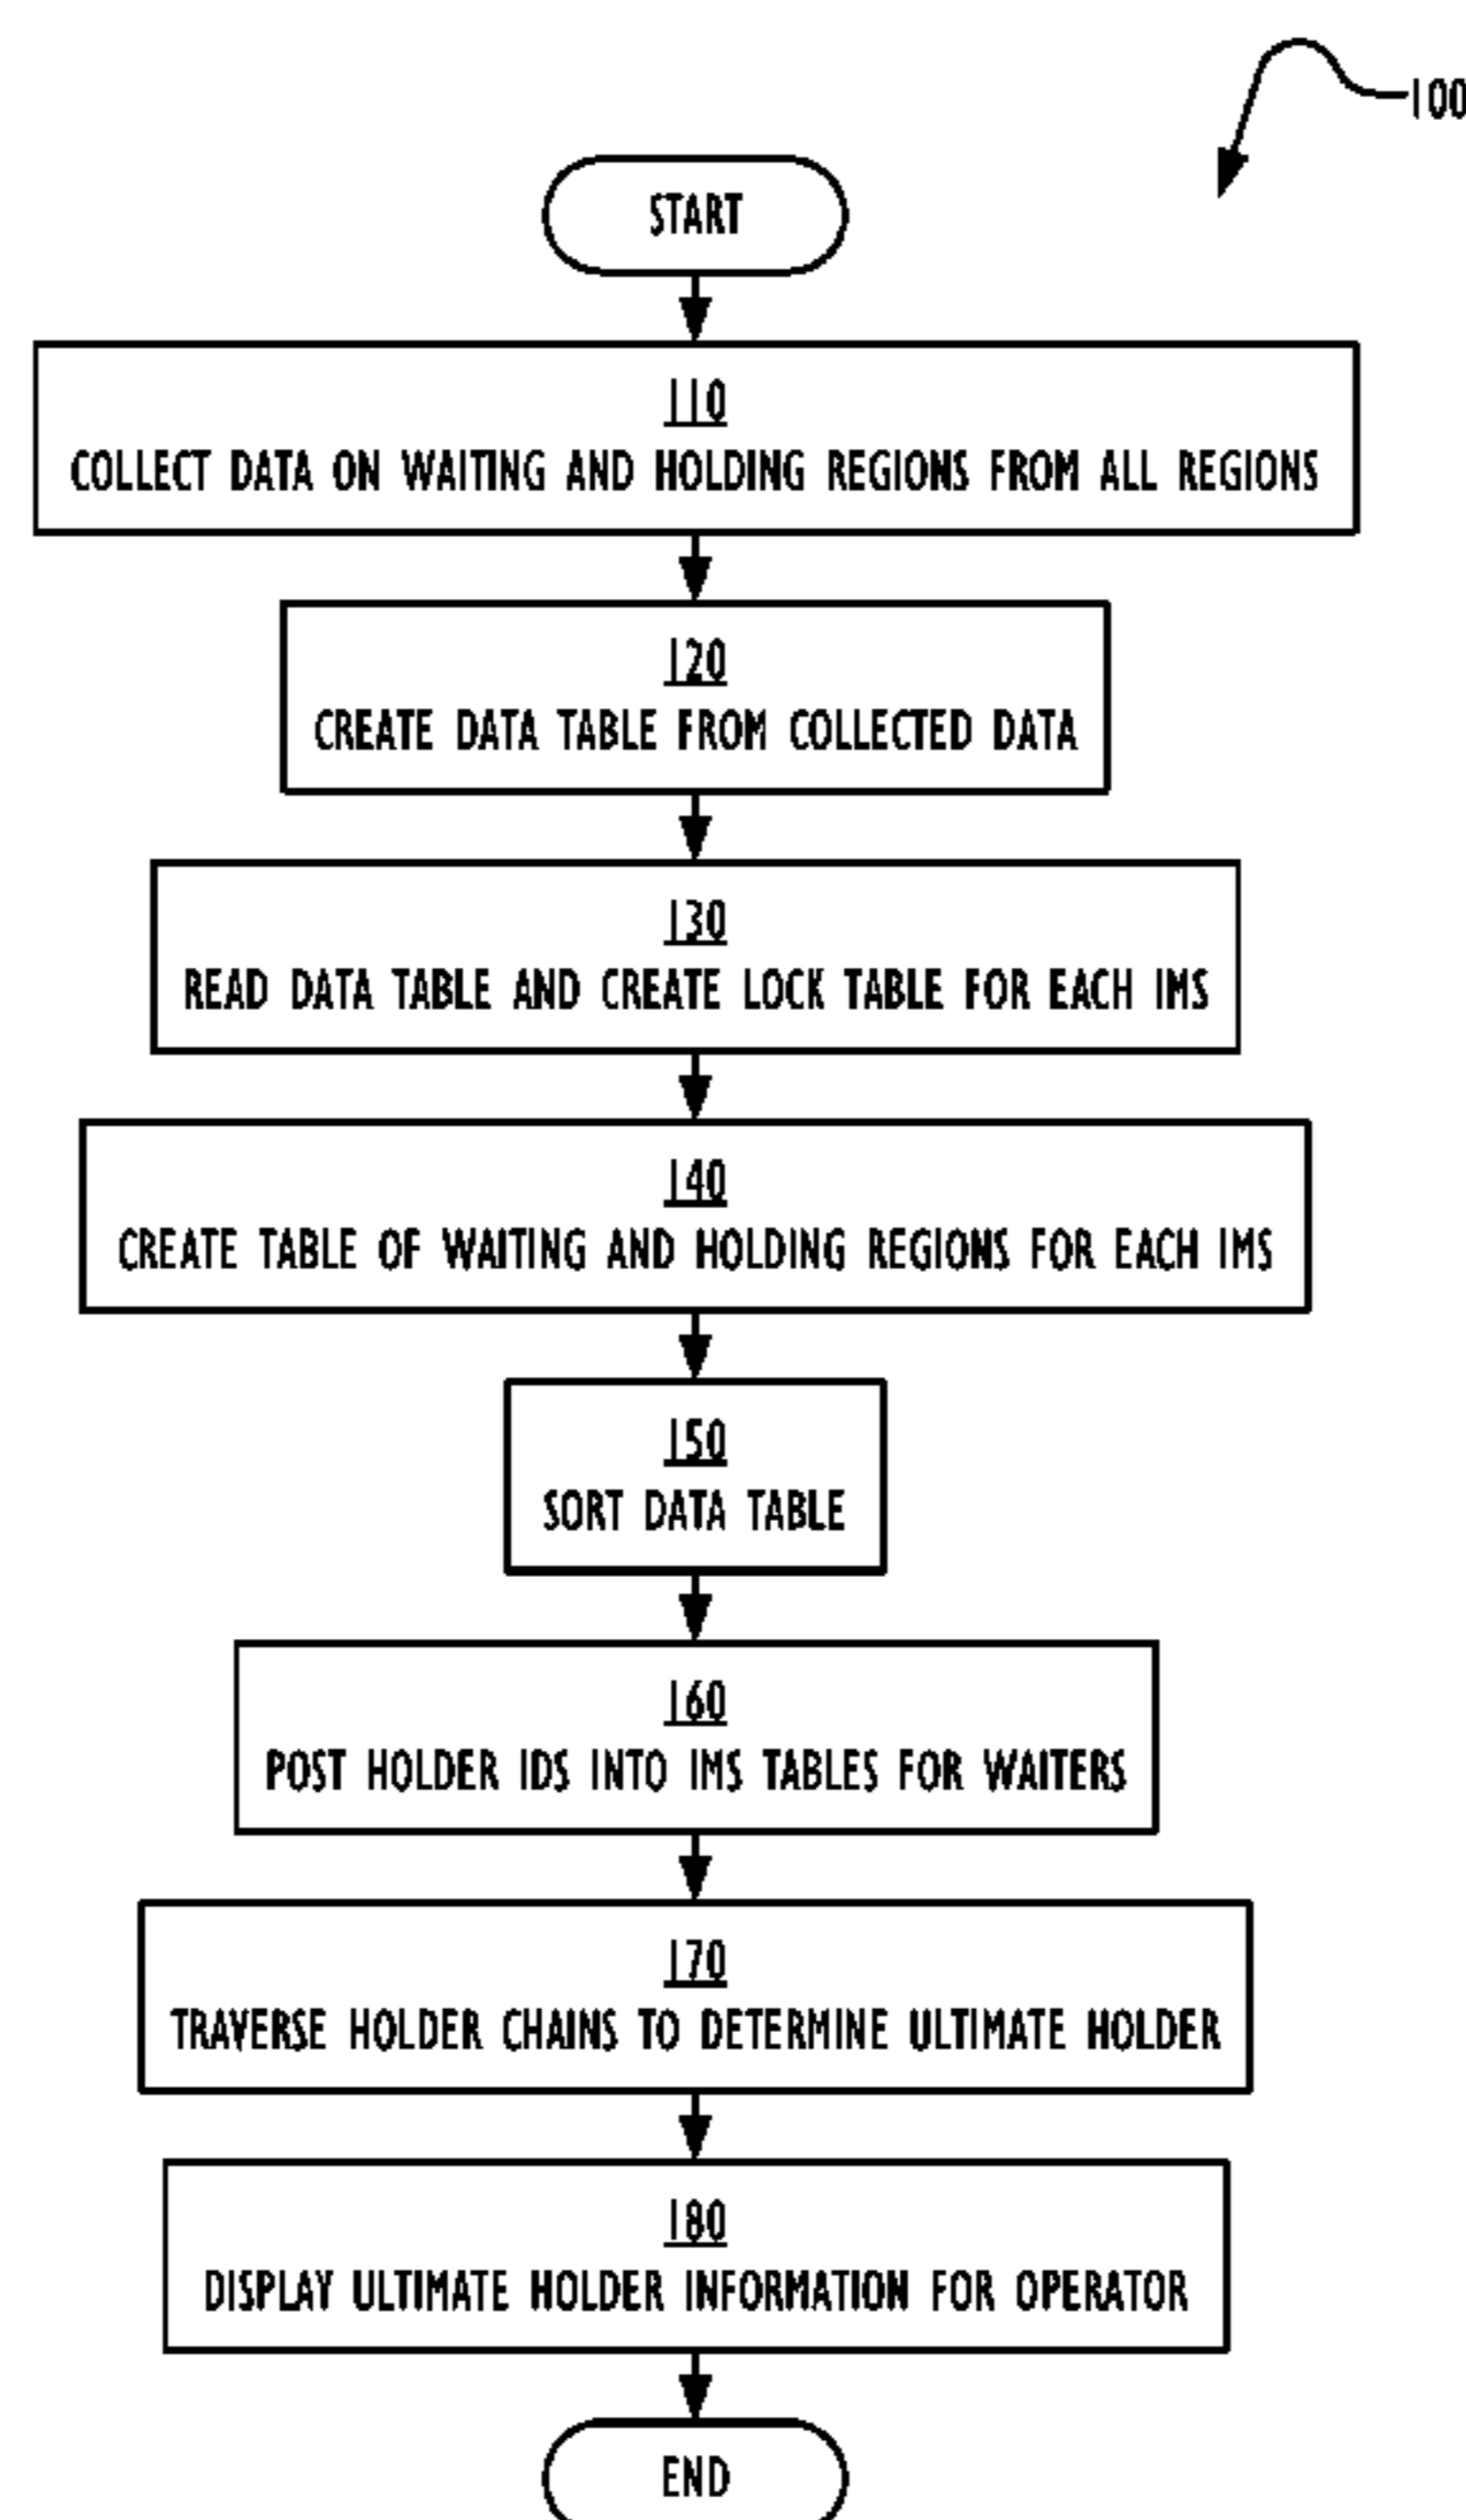 100
START
110
COLLECT DATA ON WAITING AND HOLDING REGIONS FROM ALL REGIONS
120
CREATE DATA TABLE FROM COLLECTED DATA
130
READ DATA TABLE AND CREATE LOCK TABLE FOR EACH IMS
140
CREATE TABLE OF WAITING AND HOLDING REGIONS FOR EACH IMS
150
SORT DATA TABLE
160
POST HOLDER IDS INTO IMS TABLES FOR WAITERS
170
TRAVERSE HOLDER CHAINS TO DETERMINE ULTIMATE HOLDER
180
DISPLAY ULTIMATE HOLDER INFORMATION FOR OPERATOR
END